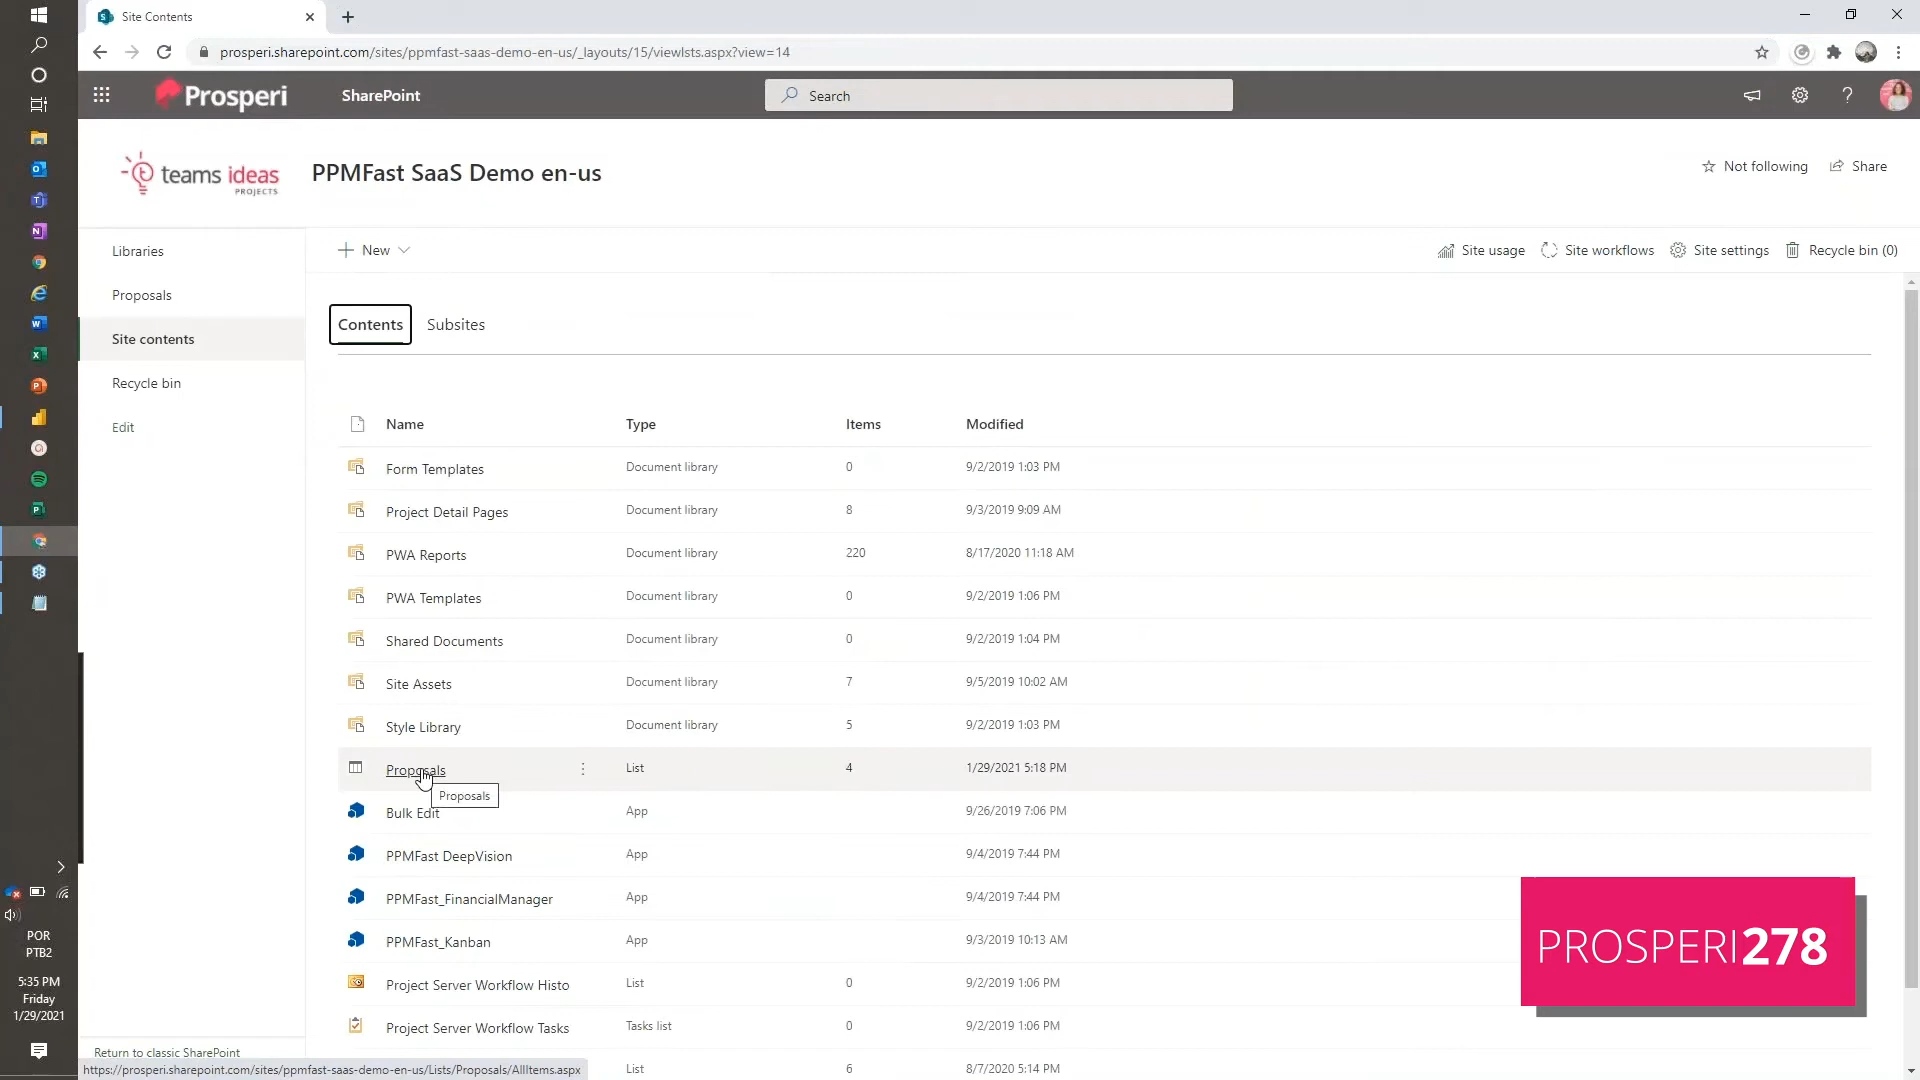 Site Contents
prosperi.sharepoint.com/sites/ppmfast-saas-demo-en-us/_layouts/15/viewlsts.aspx?view=14
Prosperi
SharePoint
Search
teams ideas
PROJECTS
PPMFast SaaS Demo en-us
Not following
Share
Libraries
Proposals
Site contents
Recycle bin
Edit
New
Site usage
Site workflows
Site settings
Recycle bin (0)
Contents
Subsites
Name Type Items Modified
Form Templates Document library 0 9/2/2019 1:03 PM
Project Detail Pages Document library 8 9/3/2019 9:09 AM
PWA Reports Document library 220 8/17/2020 11:18 AM
PWA Templates Document library 0 9/2/2019 1:06 PM
Shared Documents Document library 0 9/2/2019 1:04 PM
Site Assets Document library 7 9/5/2019 10:02 AM
Style Library Document library 5 9/2/2019 1:03 PM
Proposals List 4 1/29/2021 5:18 PM
Proposals
Bulk Edit App 9/26/2019 7:06 PM
PPMFast DeepVision App 9/4/2019 7:44 PM
PPMFast_FinancialManager App 9/4/2019 7:44 PM
PPMFast_Kanban App 9/3/2019 10:13 AM
Project Server Workflow Histo List 0 9/2/2019 1:06 PM
Project Server Workflow Tasks Tasks list 0 9/2/2019 1:06 PM
List 6 8/7/2020 5:14 PM
PROSPERI278
POR
PTB2
5:35 PM
Friday
1/29/2021
Return to classic SharePoint
https://prosperi.sharepoint.com/sites/ppmfast-saas-demo-en-us/Lists/Proposals/AllItems.aspx